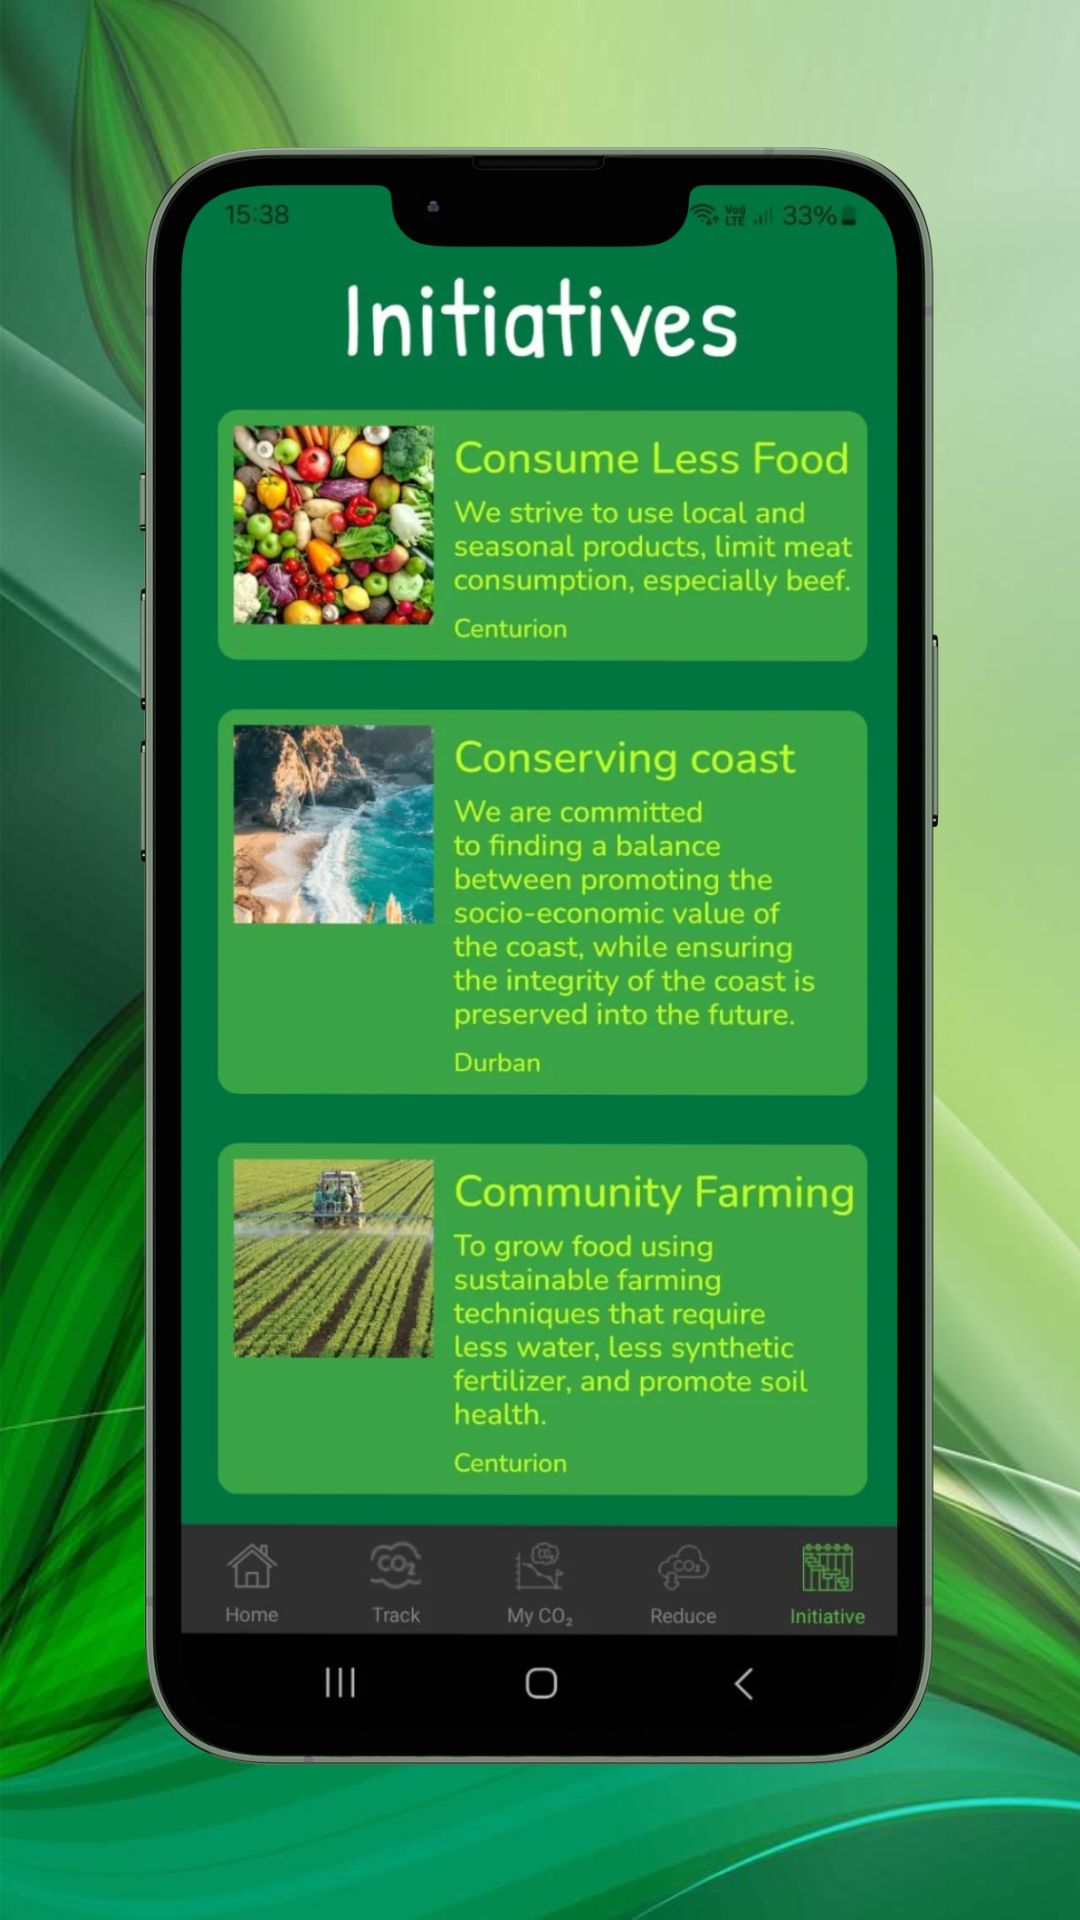 15:38
Vo)) LTE 33%
Initiatives
Consume Less Food
We strive to use local and
seasonal products, limit meat
consumption, especially beef.
Centurion
Conserving coast
We are committed
to finding a balance
between promoting the
socio-economic value of
the coast, while ensuring
the integrity of the coast is
preserved into the future.
Durban
Community Farming
To grow food using
sustainable farming
techniques that require
less water, less synthetic
fertilizer, and promote soil
health.
Centurion
CO₂ CO₂ CO₂
Home Track My CO₂ Reduce Initiative